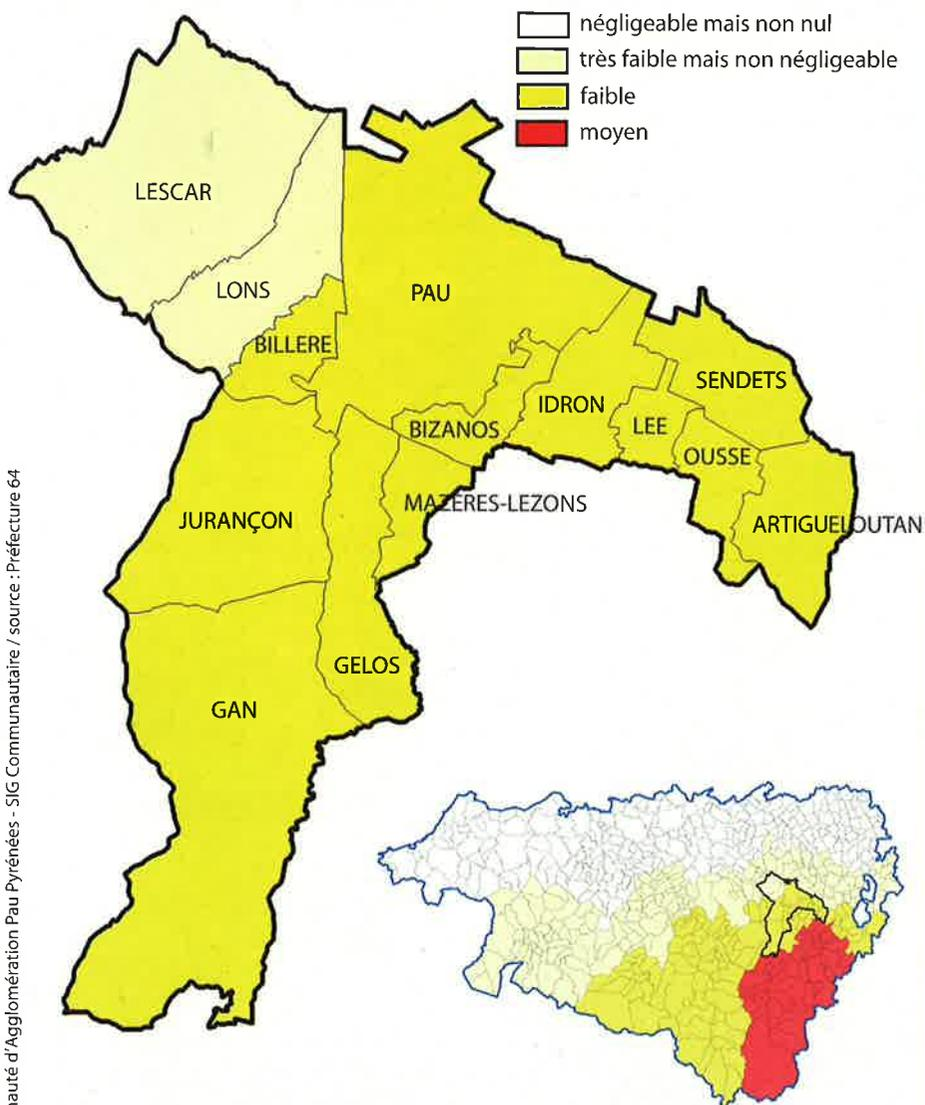 négligeable mais non nul
très faible mais non négligeable
faible
moyen
LESCAR
LONS
PAU
BILLERE
SENDETS
IDRON
BIZANOS
LEE
OUSSE
MAZERES-LEZONS
JURANÇON
ARTIGUELOUTAN
GELOS
GAN
d'Agglomération Pau Pyrénées - SIG Communautaire / source : Préfecture 64